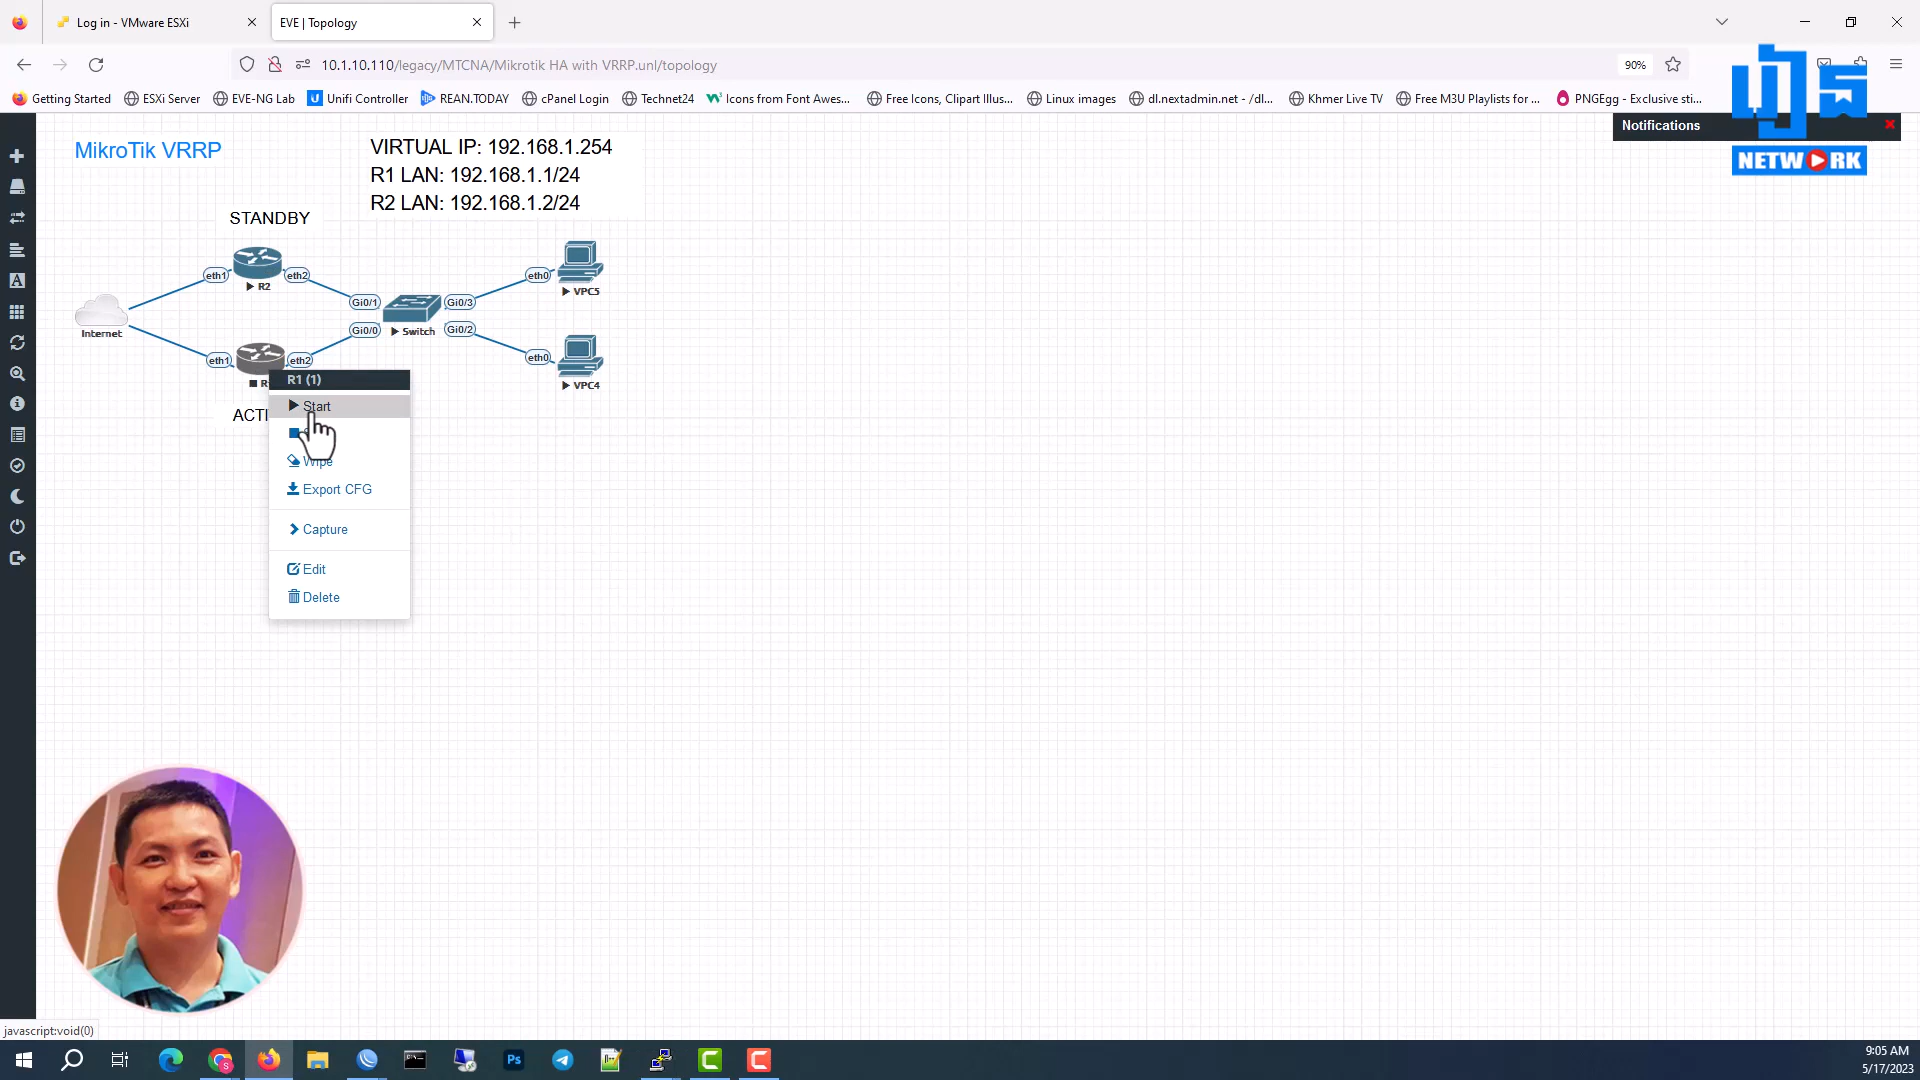 Log in - VMware ESXi
EVE | Topology
10.1.10.110/legacy/MTCNA/Mikrotik HA with VRRP.unl/topology
90%
Getting Started
ESXi Server
EVE-NG Lab
Unifi Controller
REAN.TODAY
cPanel Login
Technet24
Icons from Font Awes...
Free Icons, Clipart Illus...
Linux images
dl.nextadmin.net - /dl...
Khmer Live TV
Free M3U Playlists for ...
PNGEgg - Exclusive sti...
Notifications
NETWORK
MikroTik VRRP
VIRTUAL IP: 192.168.1.254
R1 LAN: 192.168.1.1/24
R2 LAN: 192.168.1.2/24
STANDBY
eth1
eth2
R2
Gi0/1
Gi0/3
eth0
VPC5
Internet
Switch
Gi0/0
Gi0/2
eth0
VPC4
eth1
eth2
R1 (1)
Start
Wipe
Export CFG
Capture
Edit
Delete
javascript:void(0)
Ps
9:05 AM
5/17/2023